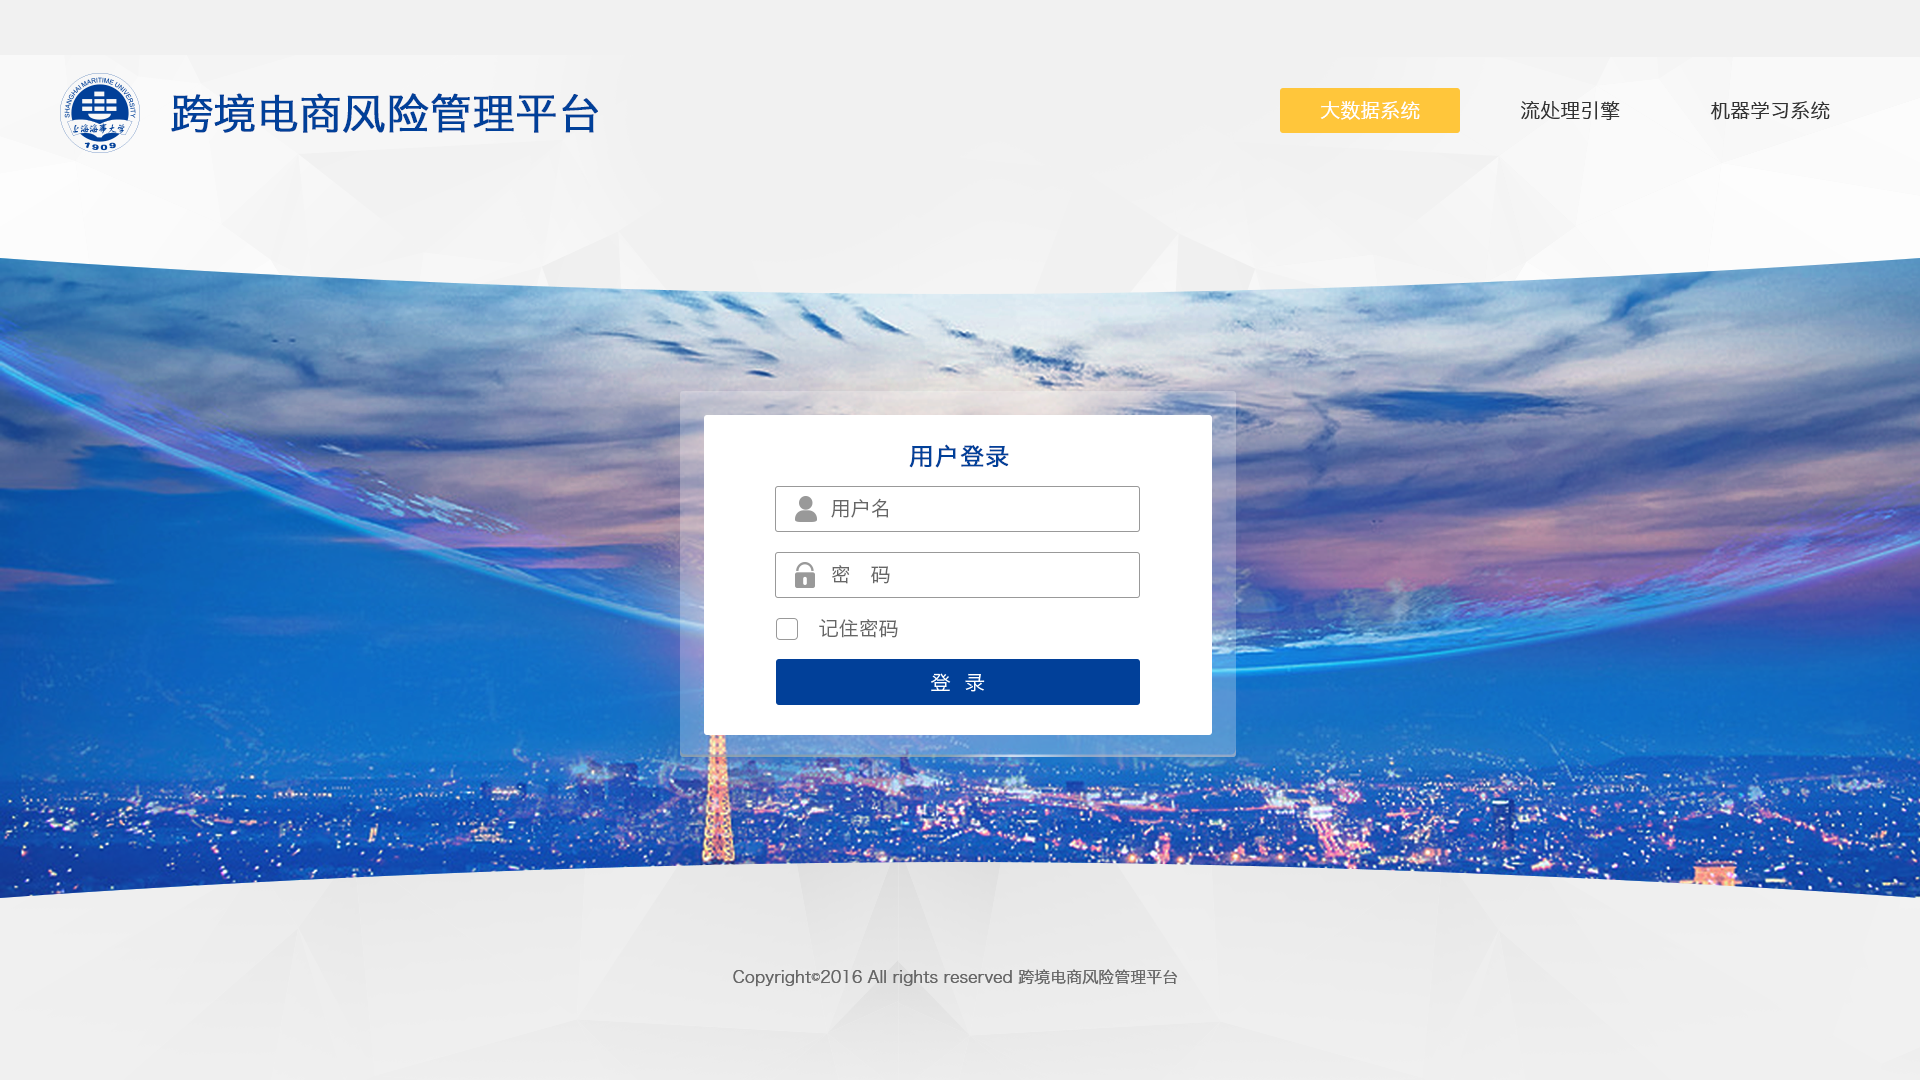 SHANGHAI MARITIME UNIVERSITY
上海海事大学
1909
跨境电商风险管理平台
大数据系统
流处理引擎
机器学习系统
用户登录
用户名
密 码
记住密码
登 录
Copyright©2016 All rights reserved 跨境电商风险管理平台